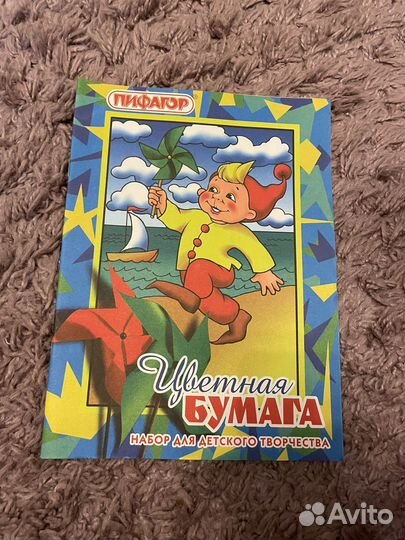 ПИФАГОР
Цветная
БУМАГА
НАБОР ДЛЯ ДЕТСКОГО ТВОРЧЕСТВА
Avito